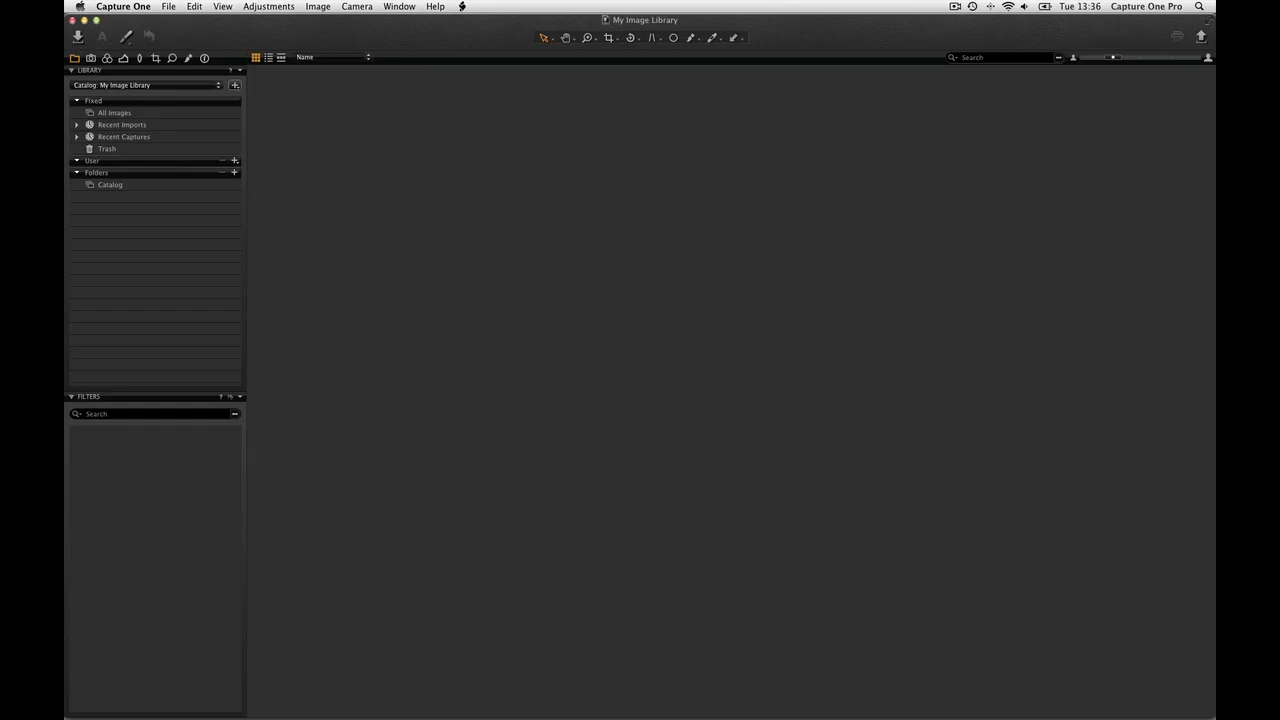 Capture One File Edit View Adjustments Image Camera Window Help Tue 13:36 Capture One Pro
My Image Library
Name
Search
LIBRARY ?
Catalog: My Image Library
Fixed
All Images
Recent Imports
Recent Captures
Trash
User
Folders
Catalog
FILTERS ?
Search